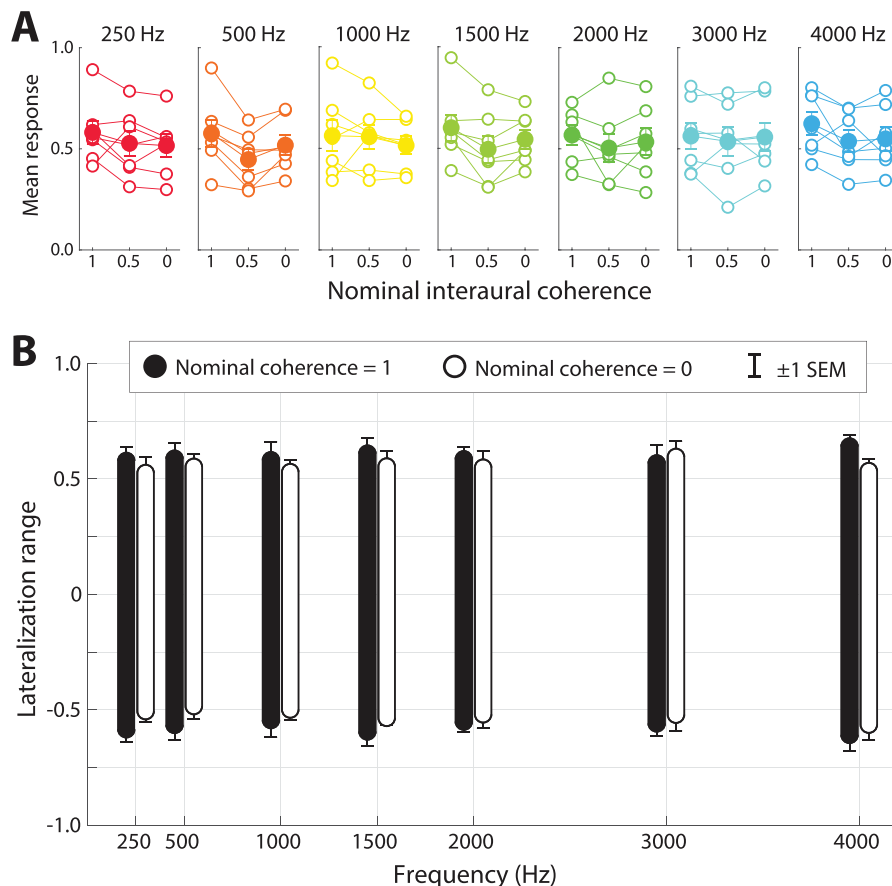 A
250 Hz
500 Hz
1000 Hz
1500 Hz
2000 Hz
3000 Hz
4000 Hz
Mean response
1.0
0.5
0.0
1 0.5 0
1 0.5 0
1 0.5 0
1 0.5 0
1 0.5 0
1 0.5 0
1 0.5 0
Nominal interaural coherence
B
Nominal coherence = 1
Nominal coherence = 0
±1 SEM
Lateralization range
1.0
0.5
0
-0.5
-1.0
250 500 1000 1500 2000 3000 4000
Frequency (Hz)